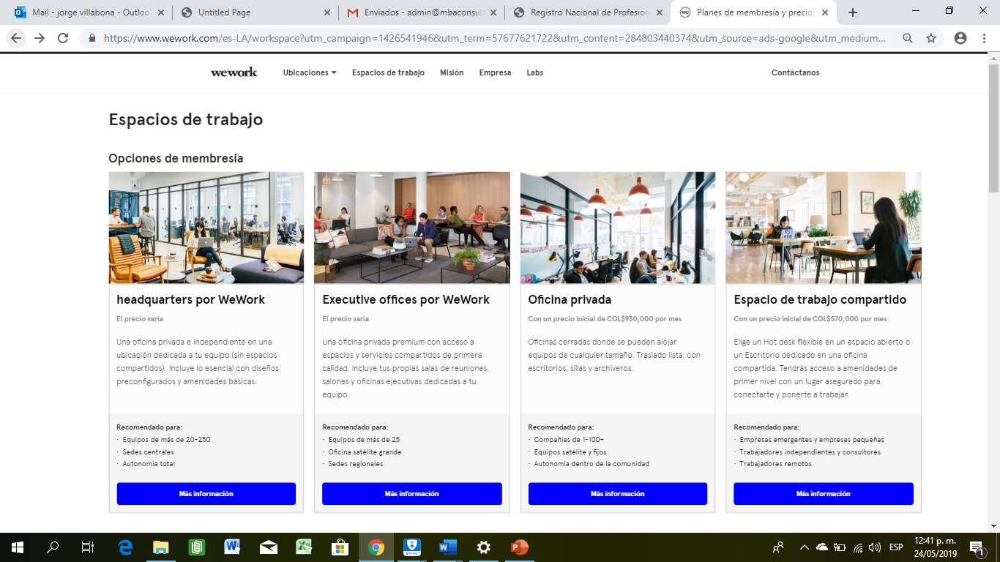 Mail - jorge villabona - Outloo
Untitled Page
Enviados - admin@mbaconsul
Registro Nacional de Profesion
we
Planes de membresía y precios
https://www.wework.com/es-LA/workspace?utm_campaign=1426541946&utm_term=57677621722&utm_content=284803440374&utm_source=ads-google&utm_medium...
wework
Ubicaciones
Espacios de trabajo
Misión
Empresa
Labs
Contáctanos
Espacios de trabajo
Opciones de membresía
headquarters por WeWork
El precio varía
Una oficina privada e independiente en una
ubicación dedicada a tu equipo (sin espacios
compartidos). Incluye lo esencial con diseños
preconfigurados y amenidades básicas.
Recomendado para:
· Equipos de más de 20-250
· Sedes centrales
· Autonomía total
Más información
Executive offices por WeWork
El precio varía
Una oficina privada premium con acceso a
espacios y servicios compartidos de primera
calidad. Incluye tus propias salas de reuniones,
salones y oficinas ejecutivas dedicadas a tu
equipo.
Recomendado para:
· Equipos de más de 25
· Oficina satélite grande
· Sedes regionales
Más información
Oficina privada
Con un precio inicial de COL$930,000 por mes
Oficinas cerradas donde se pueden alojar
equipos de cualquier tamaño. Traslado lista, con
escritorios, sillas y archiveros.
Recomendado para:
· Compañías de 1-100+
· Equipos satélite y fijos
· Autonomía dentro de la comunidad
Más información
Espacio de trabajo compartido
Con un precio inicial de COL$570,000 por mes
Elige un Hot desk flexible en un espacio abierto o
un Escritorio dedicado en una oficina
compartida. Tendrás acceso a amenidades de
primer nivel con un lugar asegurado para
conectarte y ponerte a trabajar.
Recomendado para:
· Empresas emergentes y empresas pequeñas
· Trabajadores independientes y consultores
· Trabajadores remotos
Más información
ESP
12:41 p. m.
24/05/2019
1